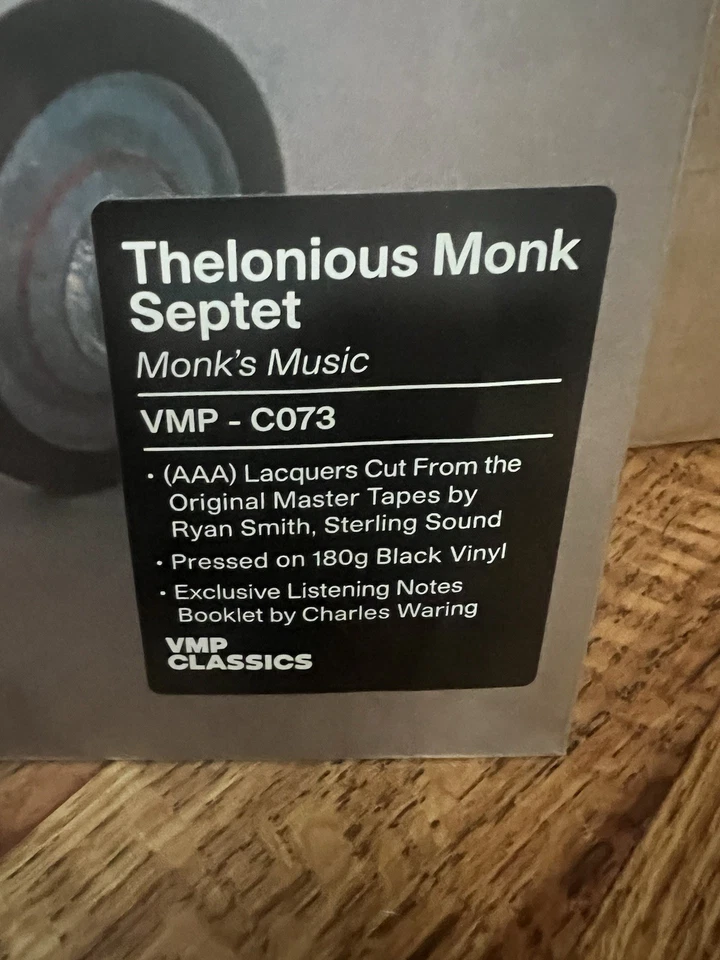 Thelonious Monk
Septet
Monk's Music
VMP - C073
• (AAA) Lacquers Cut From the
Original Master Tapes by
Ryan Smith, Sterling Sound
• Pressed on 180g Black Vinyl
• Exclusive Listening Notes
Booklet by Charles Waring
VMP
CLASSICS